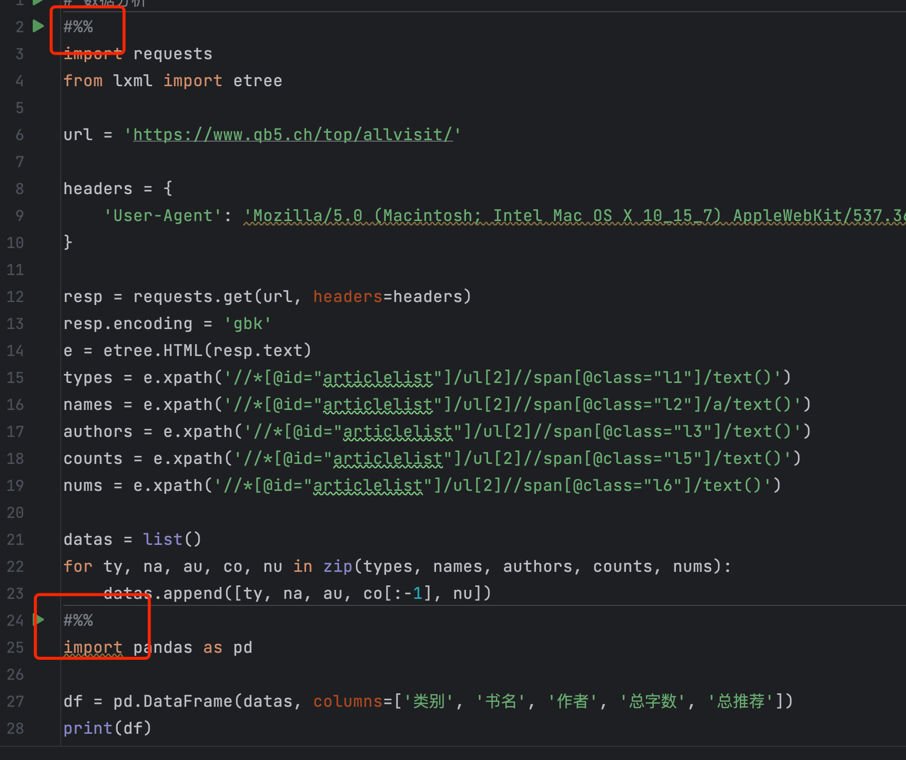 1 # 数据分析
2 #%%
3 import requests
4 from lxml import etree
5
6 url = 'https://www.qb5.ch/top/allvisit/'
7
8 headers = {
9 'User-Agent': 'Mozilla/5.0 (Macintosh; Intel Mac OS X 10_15_7) AppleWebKit/537.36
10 }
11
12 resp = requests.get(url, headers=headers)
13 resp.encoding = 'gbk'
14 e = etree.HTML(resp.text)
15 types = e.xpath('//*[@id="articlelist"]/ul[2]//span[@class="l1"]/text()')
16 names = e.xpath('//*[@id="articlelist"]/ul[2]//span[@class="l2"]/a/text()')
17 authors = e.xpath('//*[@id="articlelist"]/ul[2]//span[@class="l3"]/text()')
18 counts = e.xpath('//*[@id="articlelist"]/ul[2]//span[@class="l5"]/text()')
19 nums = e.xpath('//*[@id="articlelist"]/ul[2]//span[@class="l6"]/text()')
20
21 datas = list()
22 for ty, na, au, co, nu in zip(types, names, authors, counts, nums):
23 datas.append([ty, na, au, co[:-1], nu])
24 #%%
25 import pandas as pd
26
27 df = pd.DataFrame(datas, columns=['类别', '书名', '作者', '总字数', '总推荐'])
28 print(df)